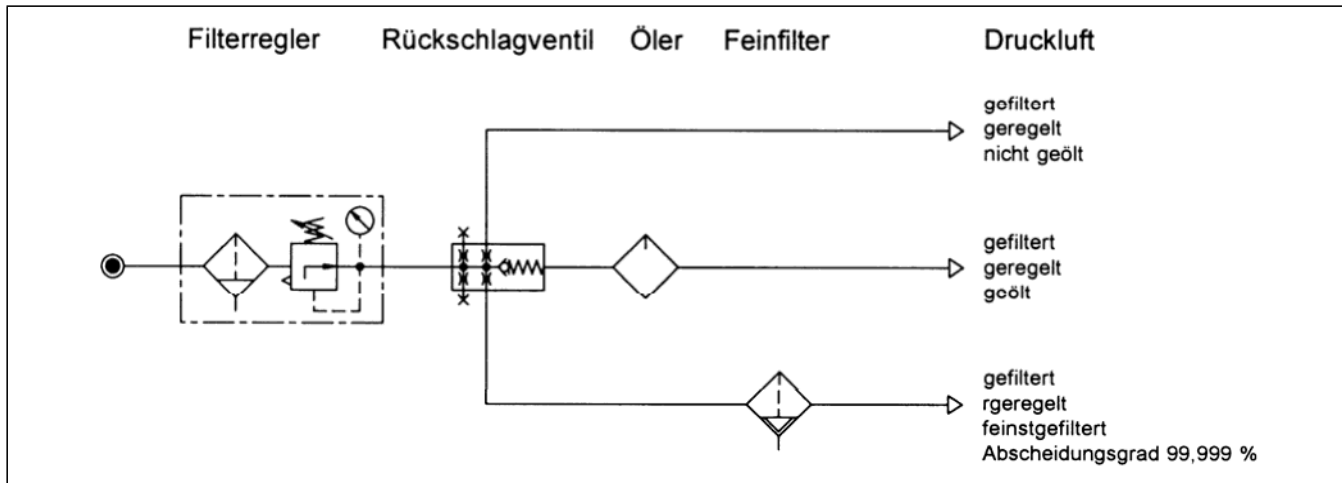 Filterregler Rückschlagventil Öler Feinfilter Druckluft
gefiltert
geregelt
nicht geölt
gefiltert
geregelt
geölt
gefiltert
rgeregelt
feinstgefiltert
Abscheidungsgrad 99,999 %